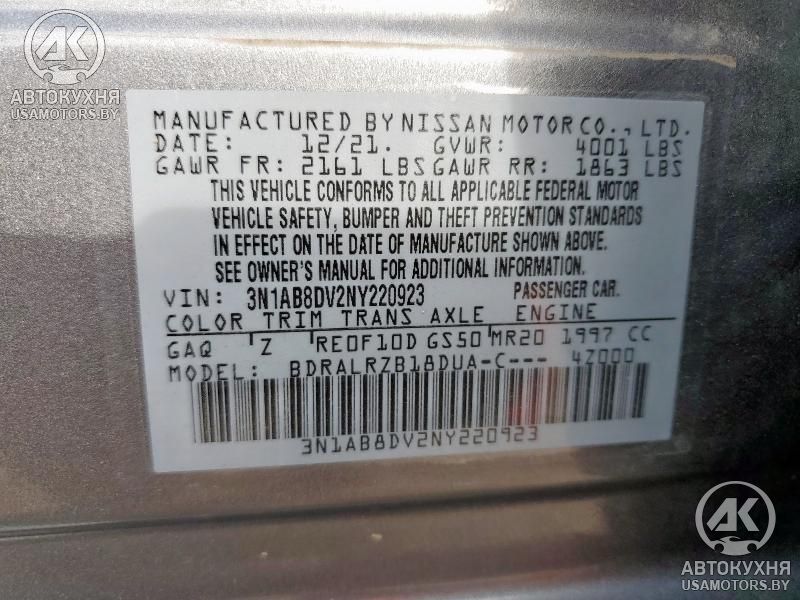 AK
АВТОКУХНЯ
USAMOTORS.BY
MANUFACTURED BY NISSAN MOTOR CO., LTD.
DATE: 12/21. GVWR: 4001 LBS
GAWR FR: 2161 LBS GAWR RR: 1863 LBS
THIS VEHICLE CONFORMS TO ALL APPLICABLE FEDERAL MOTOR
VEHICLE SAFETY, BUMPER AND THEFT PREVENTION STANDARDS
IN EFFECT ON THE DATE OF MANUFACTURE SHOWN ABOVE.
SEE OWNER'S MANUAL FOR ADDITIONAL INFORMATION.
VIN: 3N1AB8DV2NY220923 PASSENGER CAR.
COLOR TRIM TRANS AXLE ENGINE
GAQ Z RE0F10D GS50 MR20 1997 CC
MODEL: BDRALRZB18DUA-C--- 4Z000
3N1AB8DV2NY220923
AK
АВТОКУХНЯ
USAMOTORS.BY